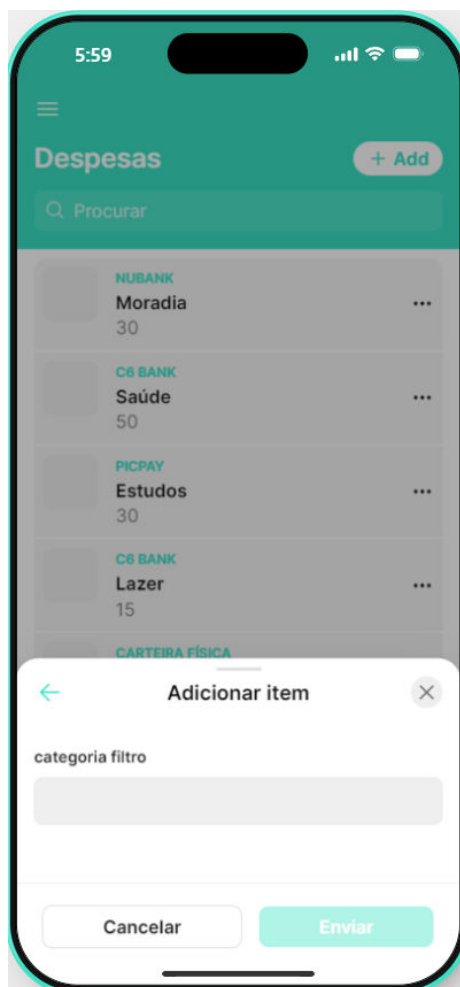 5:59
Despesas
+ Add
Procurar
NUBANK
Moradia
30
C6 BANK
Saúde
50
PICPAY
Estudos
30
C6 BANK
Lazer
15
CARTEIRA FÍSICA
Adicionar item
categoria filtro
Cancelar
Enviar